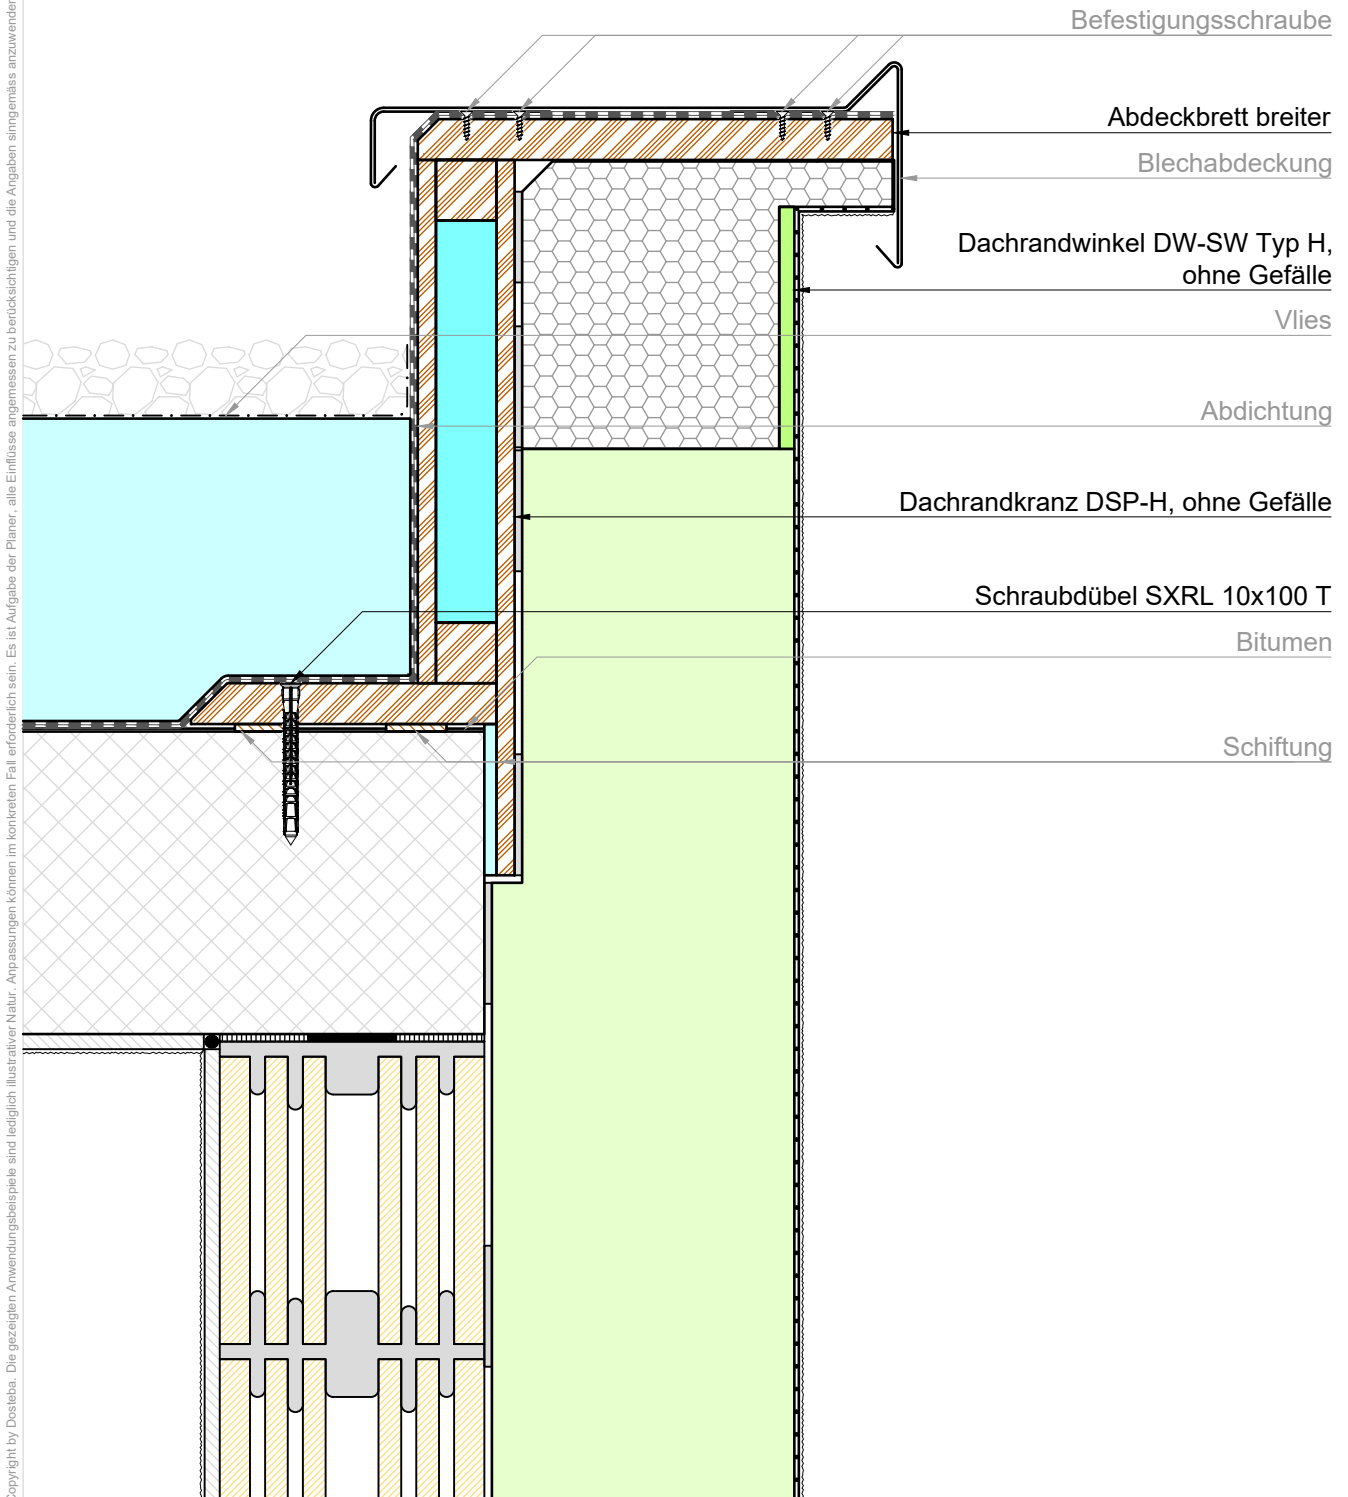 Befestigungsschraube
Abdeckbrett breiter
Blechabdeckung
Dachrandwinkel DW-SW Typ H,
ohne Gefälle
Vlies
Abdichtung
Dachrandkranz DSP-H, ohne Gefälle
Schraubdübel SXRL 10x100 T
Bitumen
Schiftung
Copyright by Dosteba. Die gezeigten Anwendungsbeispiele sind lediglich illustrativer Natur. Anpassungen können im konkreten Fall erforderlich sein. Es ist Aufgabe der Planer, alle Einflüsse angemessen zu berücksichtigen und die Angaben sinngemäss anzuwenden